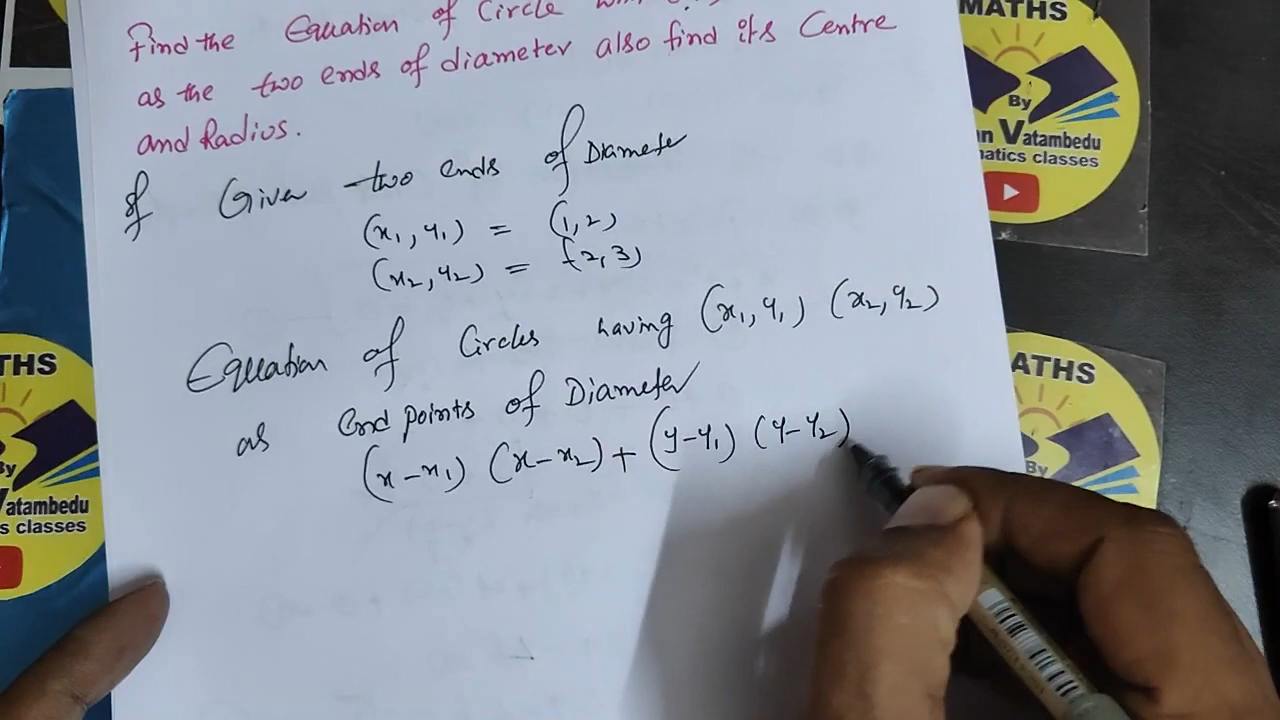 MATHS
Find the Equation of Circle
as the two ends of diameter also find its Centre
and Radius.
Given two ends of Diameter
(x₁, y₁) = (1, 2)
(x₂, y₂) = (2, 3)
Equation of Circles having (x₁, y₁) (x₂, y₂)
as end points of Diameter
(x-x₁) (x-x₂) + (y-y₁) (y-y₂)
By
Vatambedu
matics classes
THS
By
Vatambedu
s classes
ATHS
By
Vatambedu
classes